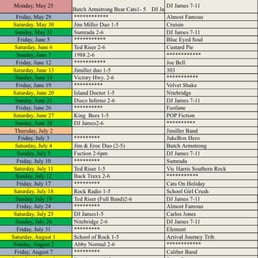 Monday, May 25 Butch Armstrong Bear Cats1-5 DJ Jan DJ James 7-11
Friday, May 29 *********** Almost Famous
Saturday, May 30 Jim Miller Duo 1-5 Cruisin
Sunday, May 31 Sumrada 2-6 DJ James 7-11
Friday, June 5 ********* Blue Eyed Soul
Saturday, June 6 Ted Riser 2-6 Custard Pie
Sunday, June 7 1988 2-6 ***********
Friday, June 12 *********** Joe Bell
Saturday, June 13 Jimiller duo 1-5 303
Sunday, June 14 Victory Hwy. 2-6 ***********
Friday, June 19 *********** Velvet Shake
Saturday, June 20 Island Doctor 1-5 Nitebridge
Sunday, June 21 Disco Inferno 2-6 DJ James 7-11
Friday, June 26 *********** Foxtane
Saturday, June 27 King Bees 1-5 POP Fiction
Sunday, June 28 DJ James2-6 ***********
Thursday, July 2 Jimiller Band
Friday, July 3 ********* JukeBox Hero
Saturday, July 4 Jim & Eroc Duo (2-5) Butch Armstrong
Sunday, July 5 Faction 2-6pm DJ James 7-11
Friday, July 10 ********* Sumrada
Saturday, July 11 Ted Riser 1-5 Vic Harris Southern Rock
Sunday, July 12 Back Traxx 2-6 ***********
Friday, July 17 ********* Cats On Holiday
Saturday, July 18 Rock Radio 1-5 School Girl Crush
Sunday, July 19 Ted Riser (Full Band)2-6 DJ James 7-11
Friday, July 24 *********** Almost Famous
Saturday, July 25 DJ James1-5 Carlos Jones
Sunday, July 26 Nitebridge 2-6 DJ James 7-11
Friday, July 31 ********* Element
Saturday, August 1 School of Rock 1-5 Arrival Journey Trib.
Sunday, August 2 Abby Normal 2-6 ***********
Friday, August 7 ********* Caliber Band